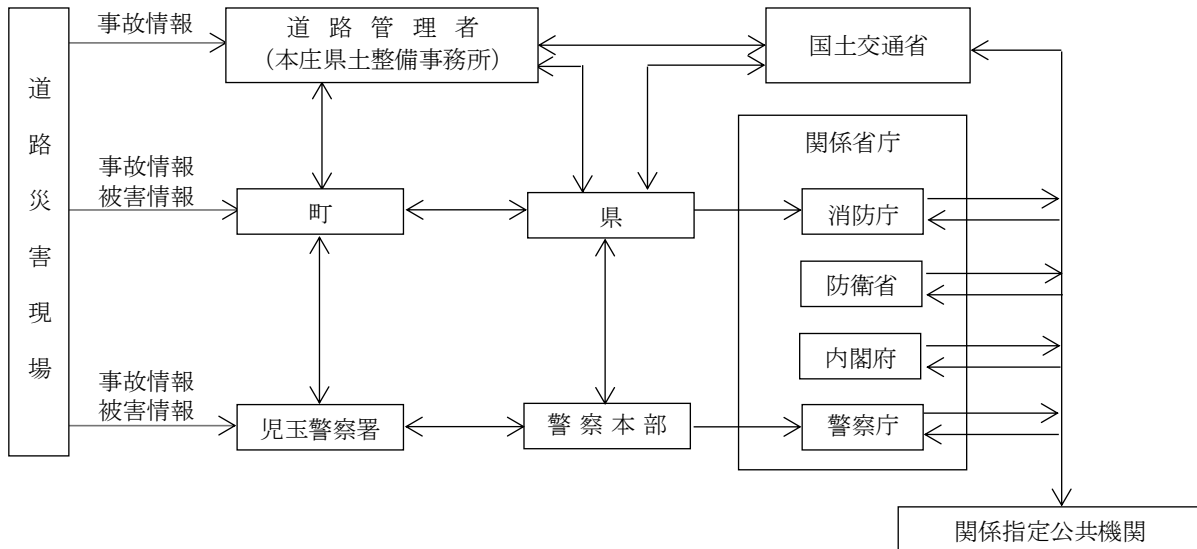 道路災害現場
事故情報
道路管理者
（本庄県土整備事務所）
国土交通省
関係省庁
事故情報
被害情報
町
県
消防庁
防衛省
内閣府
事故情報
被害情報
児玉警察署
警察本部
警察庁
関係指定公共機関